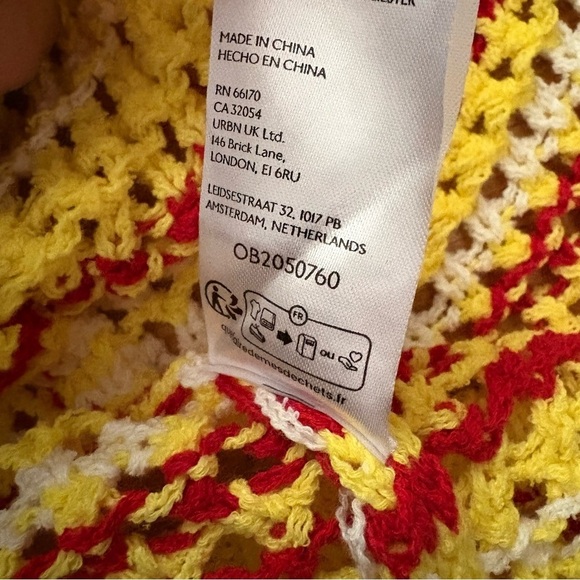 MADE IN CHINA
HECHO EN CHINA
RN 66170
CA 32054
URBN UK Ltd.
146 Brick Lane,
LONDON, E1 6RU
LEIDSESTRAAT 32, 1017 PB
AMSTERDAM, NETHERLANDS
OB2050760
FR
OU
quefairedemesdechets.fr